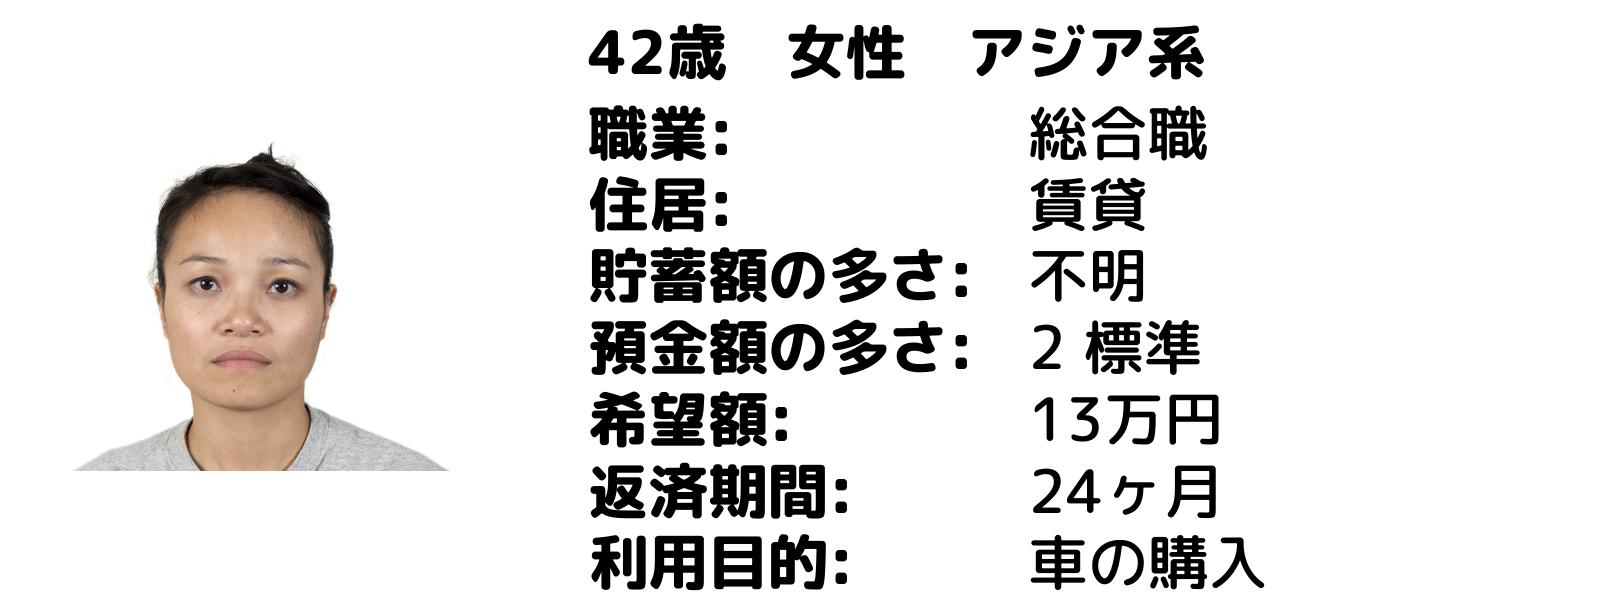 42歳　女性　アジア系
職業: 総合職
住居: 賃貸
貯蓄額の多さ: 不明
預金額の多さ: 2 標準
希望額: 13万円
返済期間: 24ヶ月
利用目的: 車の購入